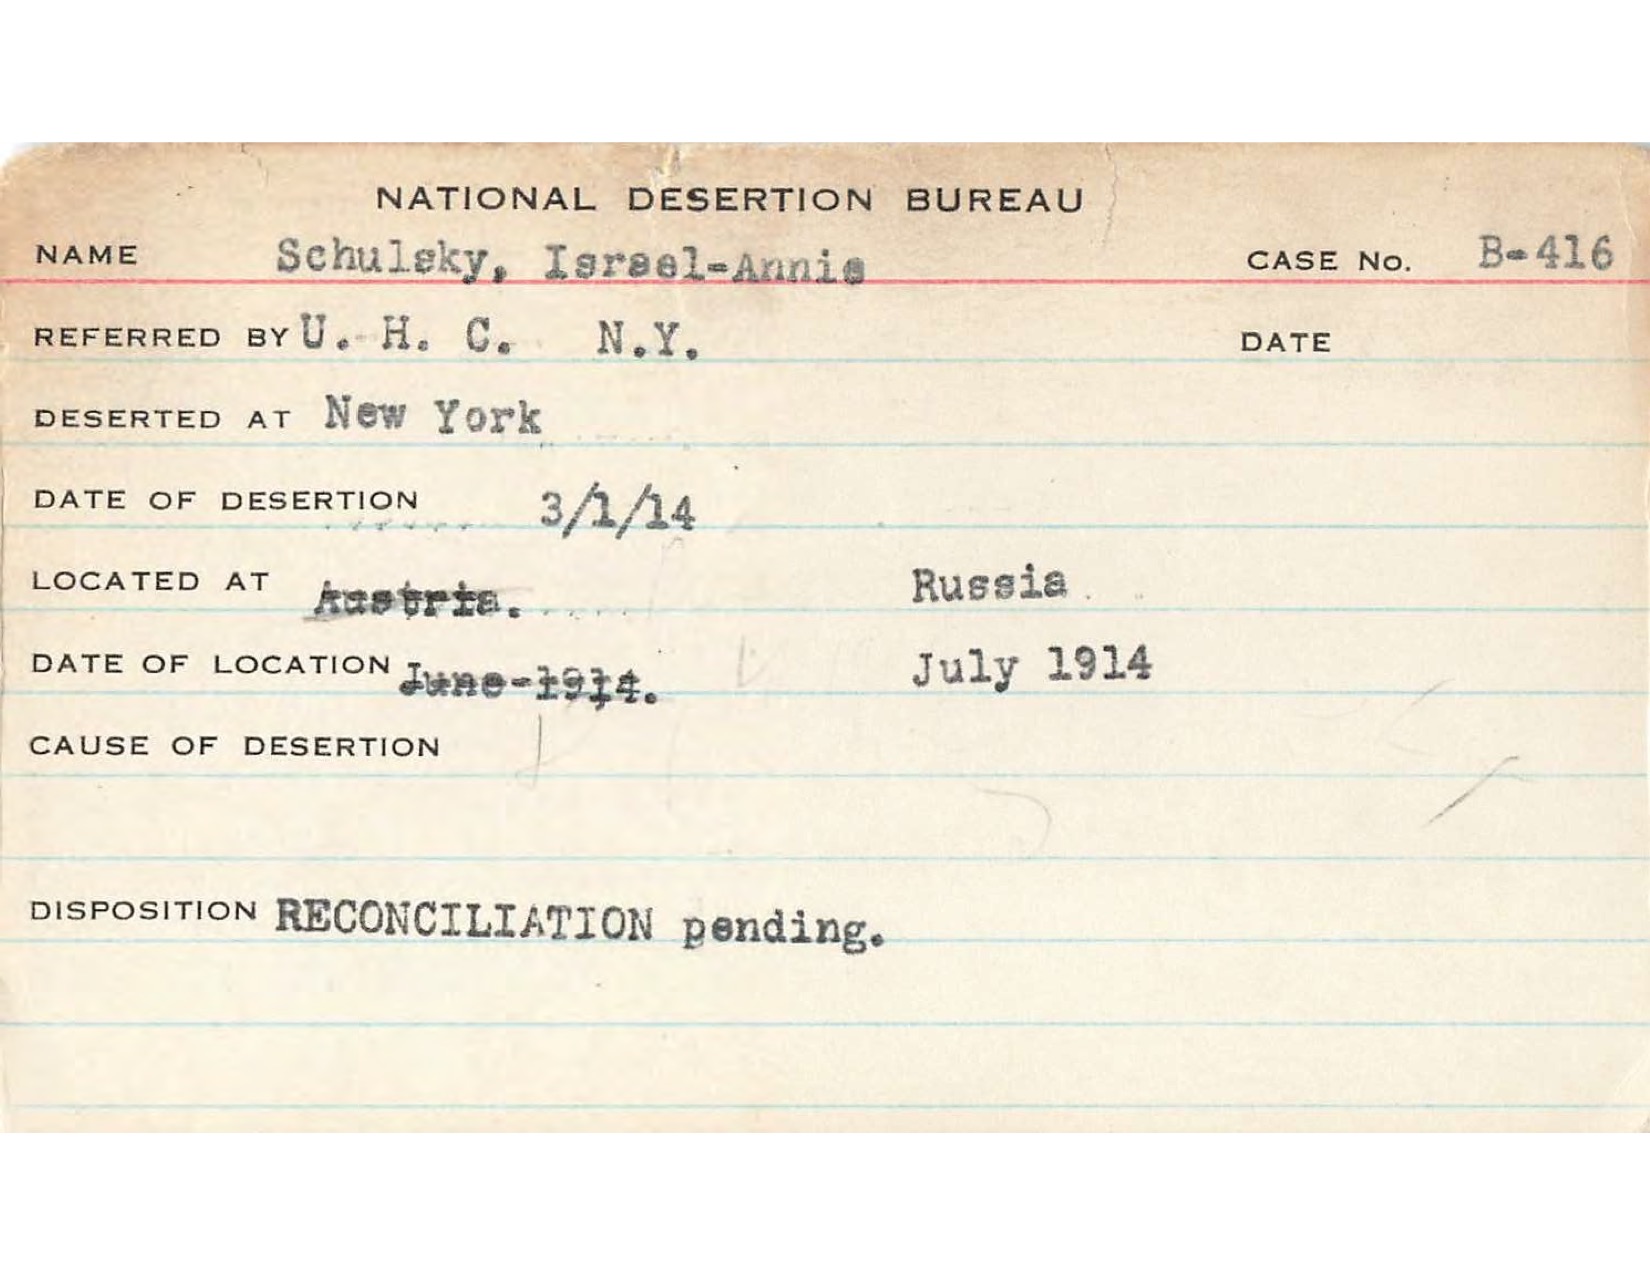 NATIONAL DESERTION BUREAU
NAME Schulsky, Israel-Annie CASE No. B-416
REFERRED BY U. H. C. N.Y. DATE
DESERTED AT New York
DATE OF DESERTION 3/1/14
LOCATED AT Austria. Russia
DATE OF LOCATION June-1914. July 1914
CAUSE OF DESERTION
DISPOSITION RECONCILIATION pending.